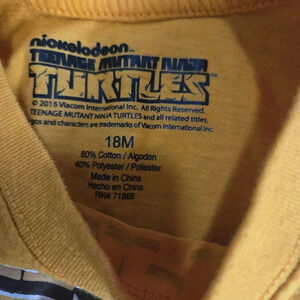 nickelodeon
TEENAGE MUTANT NINJA
TURTLES
© 2015 Viacom International Inc. All Rights Reserved.
TEENAGE MUTANT NINJA TURTLES and all related titles,
logos and characters are trademarks of Viacom International Inc.
18M
60% Cotton / Algodon
40% Polyester / Poliester
Made in China
Hecho en China
RN# 71866